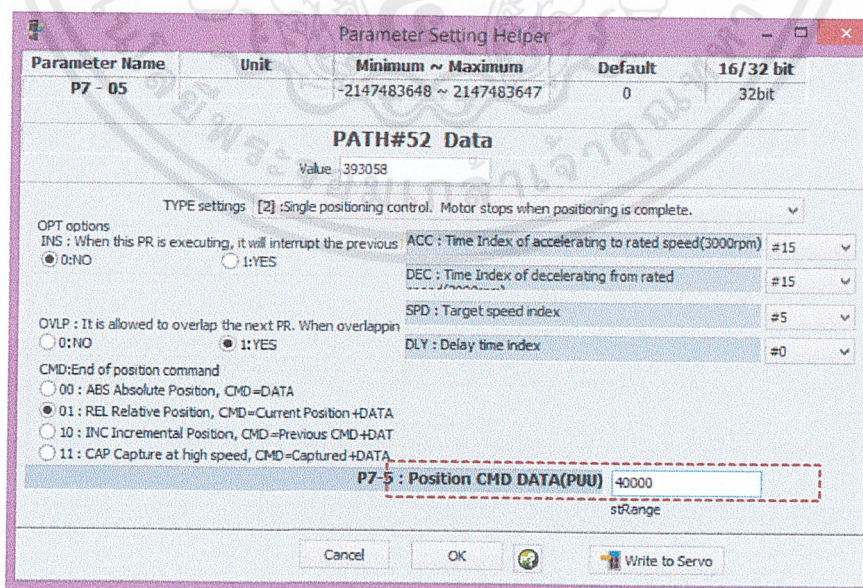 Parameter Setting Helper
Parameter Name Unit Minimum ~ Maximum Default 16/32 bit
P7 - 05 -2147483648 ~ 2147483647 0 32bit
PATH#52 Data
Value 393058
TYPE settings [2] :Single positioning control. Motor stops when positioning is complete.
OPT options
INS : When this PR is executing, it will interrupt the previous
0:NO 1:YES
ACC : Time Index of accelerating to rated speed(3000rpm) #15
DEC : Time Index of decelerating from rated #15
SPD : Target speed index #5
OVLP : It is allowed to overlap the next PR. When overlappin
0:NO 1:YES
DLY : Delay time index #0
CMD:End of position command
00 : ABS Absolute Position, CMD=DATA
01 : REL Relative Position, CMD=Current Position+DATA
10 : INC Incremental Position, CMD=Previous CMD+DAT
11 : CAP Capture at high speed, CMD=Captured+DATA
P7-5 : Position CMD DATA(PUU) 40000
stRange
Cancel OK Write to Servo